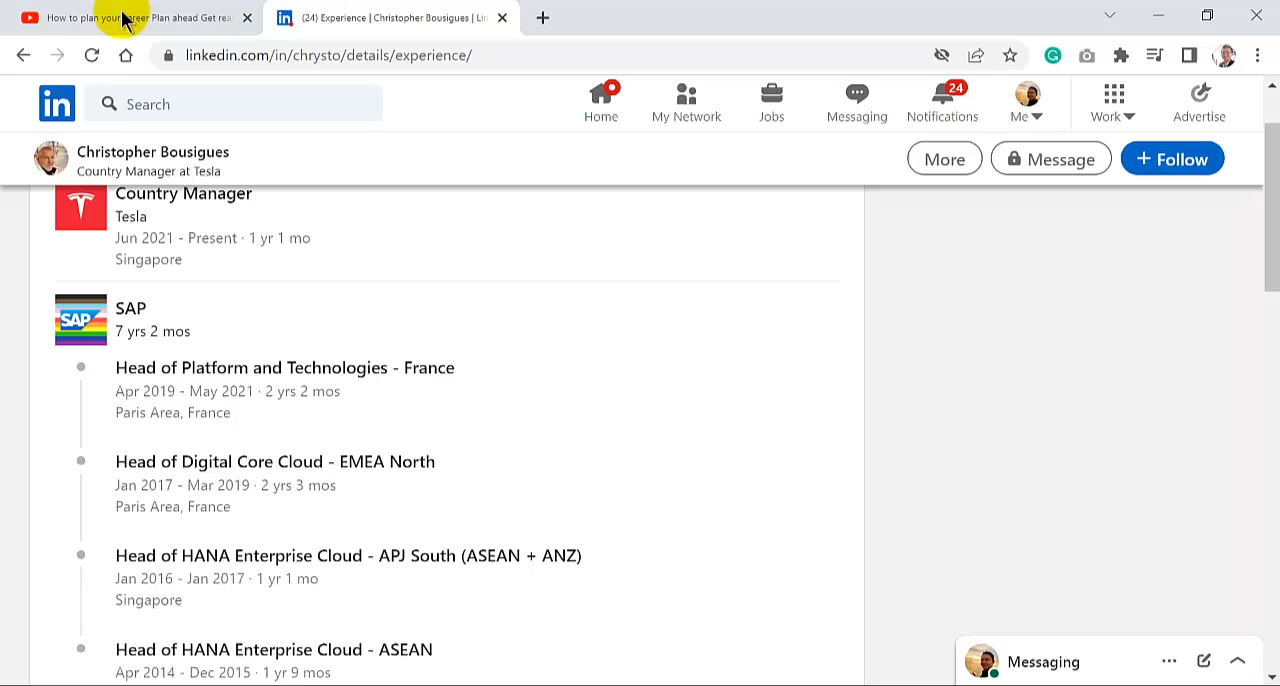 How to plan your career Plan ahead Get rea
(24) Experience | Christopher Bousigues | Lin
linkedin.com/in/chrysto/details/experience/
in
Search
Home
My Network
Jobs
Messaging
24
Notifications
Me
Work
Advertise
Christopher Bousigues
Country Manager at Tesla
More
Message
+ Follow
Country Manager
Tesla
Jun 2021 - Present · 1 yr 1 mo
Singapore
SAP
SAP
7 yrs 2 mos
Head of Platform and Technologies - France
Apr 2019 - May 2021 · 2 yrs 2 mos
Paris Area, France
Head of Digital Core Cloud - EMEA North
Jan 2017 - Mar 2019 · 2 yrs 3 mos
Paris Area, France
Head of HANA Enterprise Cloud - APJ South (ASEAN + ANZ)
Jan 2016 - Jan 2017 · 1 yr 1 mo
Singapore
Head of HANA Enterprise Cloud - ASEAN
Apr 2014 - Dec 2015 · 1 yr 9 mos
Messaging